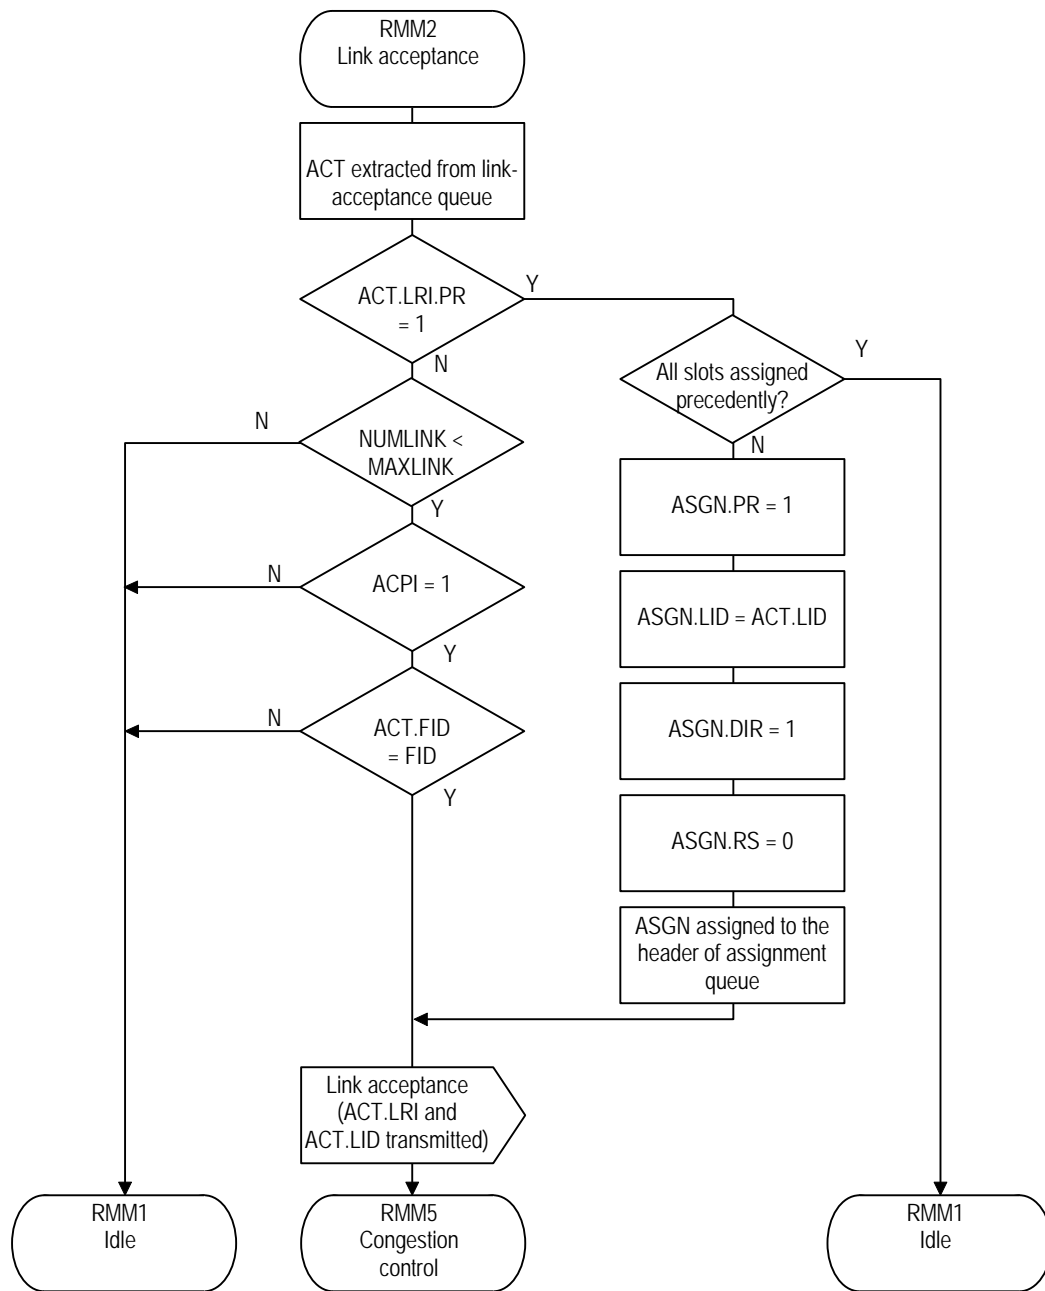 RMM2
Link acceptance
ACT extracted from link-
acceptance queue
ACT.LRI.PR
= 1
Y
N
All slots assigned
precedently?
Y
N
NUMLINK <
MAXLINK
N
Y
ASGN.PR = 1
ACPI = 1
N
Y
ASGN.LID = ACT.LID
ACT.FID
= FID
N
Y
ASGN.DIR = 1
ASGN.RS = 0
ASGN assigned to the
header of assignment
queue
Link acceptance
(ACT.LRI and
ACT.LID transmitted)
RMM1
Idle
RMM5
Congestion
control
RMM1
Idle